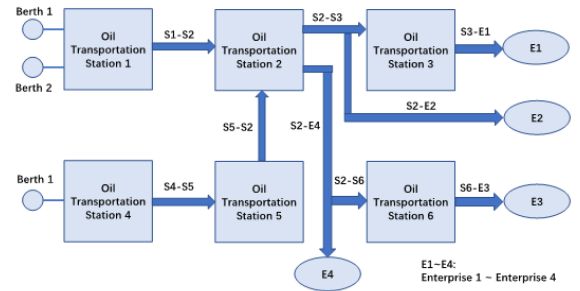 Berth 1
Berth 2
Oil
Transportation
Station 1
S1-S2
Oil
Transportation
Station 2
S2-S3
Oil
Transportation
Station 3
S3-E1
E1
S2-E2
E2
S5-S2
S2-E4
Berth 1
Oil
Transportation
Station 4
S4-S5
Oil
Transportation
Station 5
S2-S6
Oil
Transportation
Station 6
S6-E3
E3
E4
E1~E4:
Enterprise 1 ~ Enterprise 4